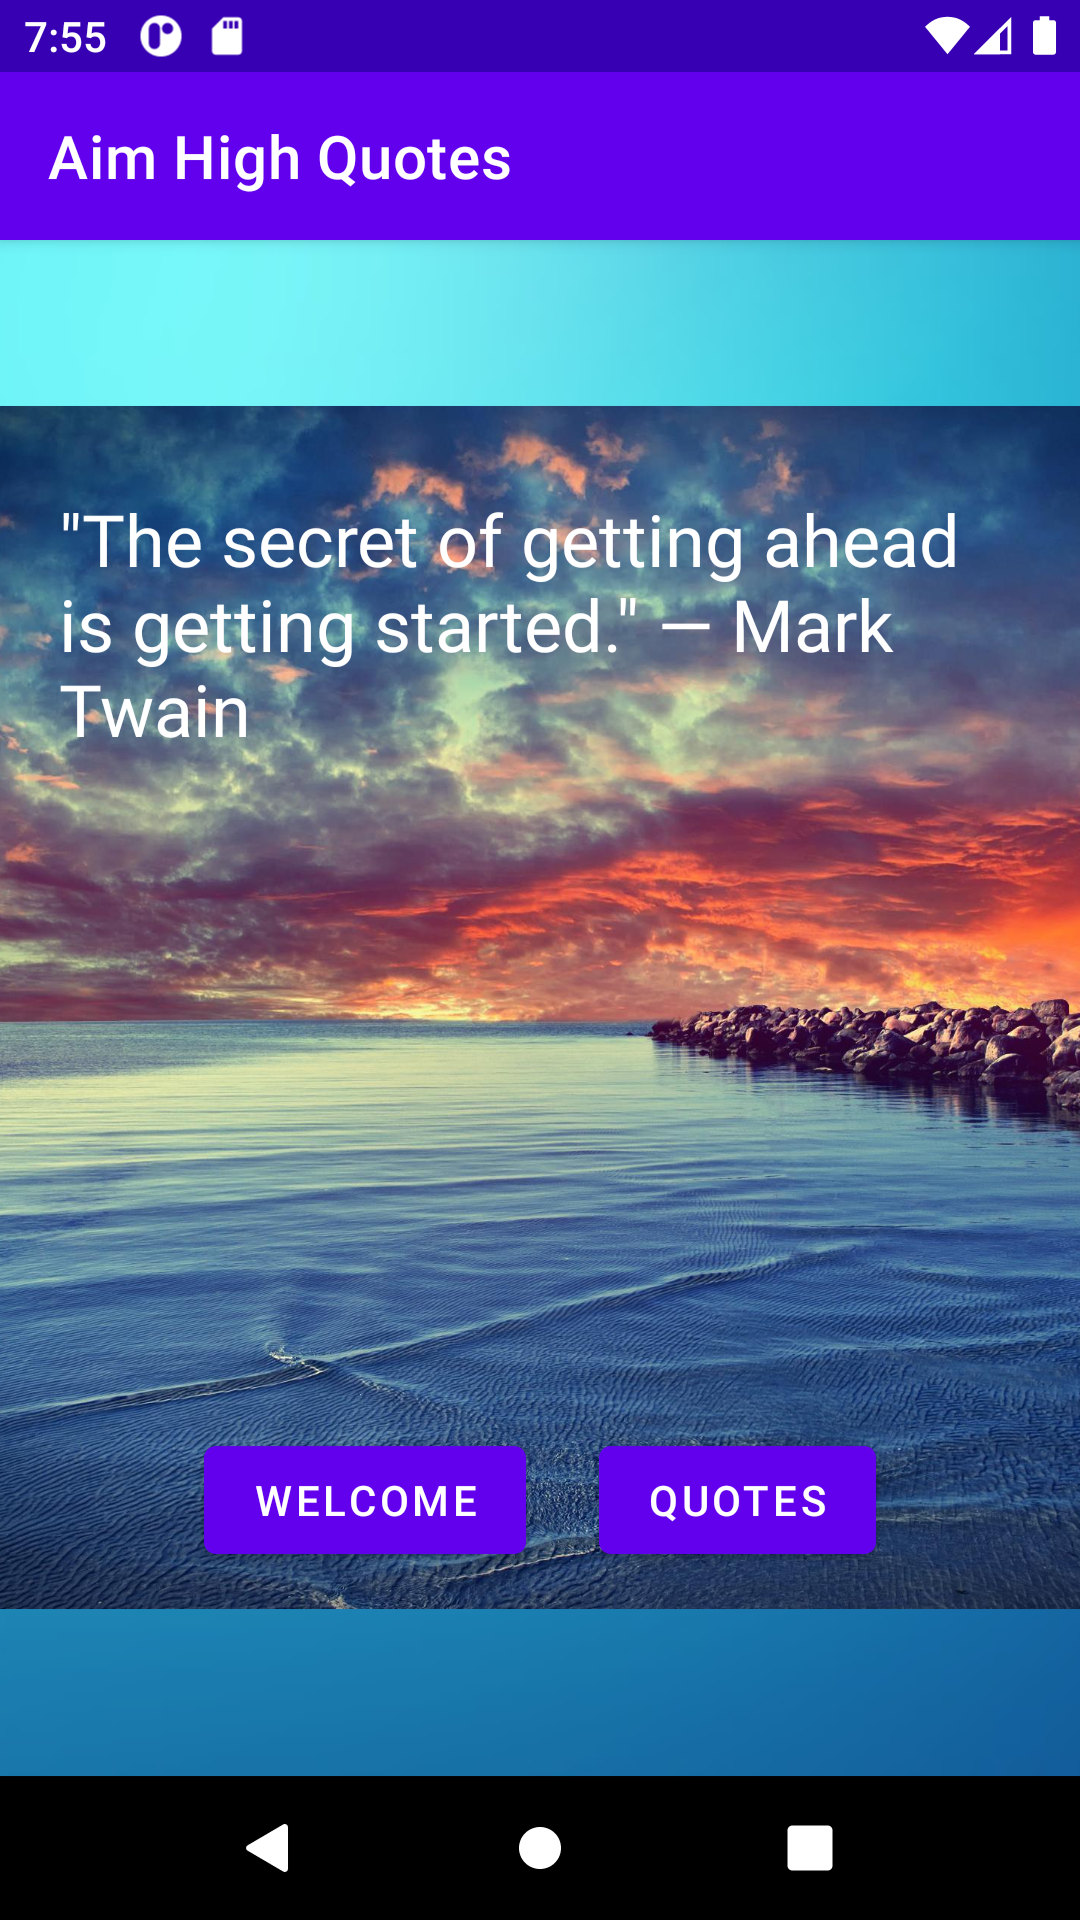 7:55
Aim High Quotes
"The secret of getting ahead
is getting started." — Mark
Twain
WELCOME
QUOTES